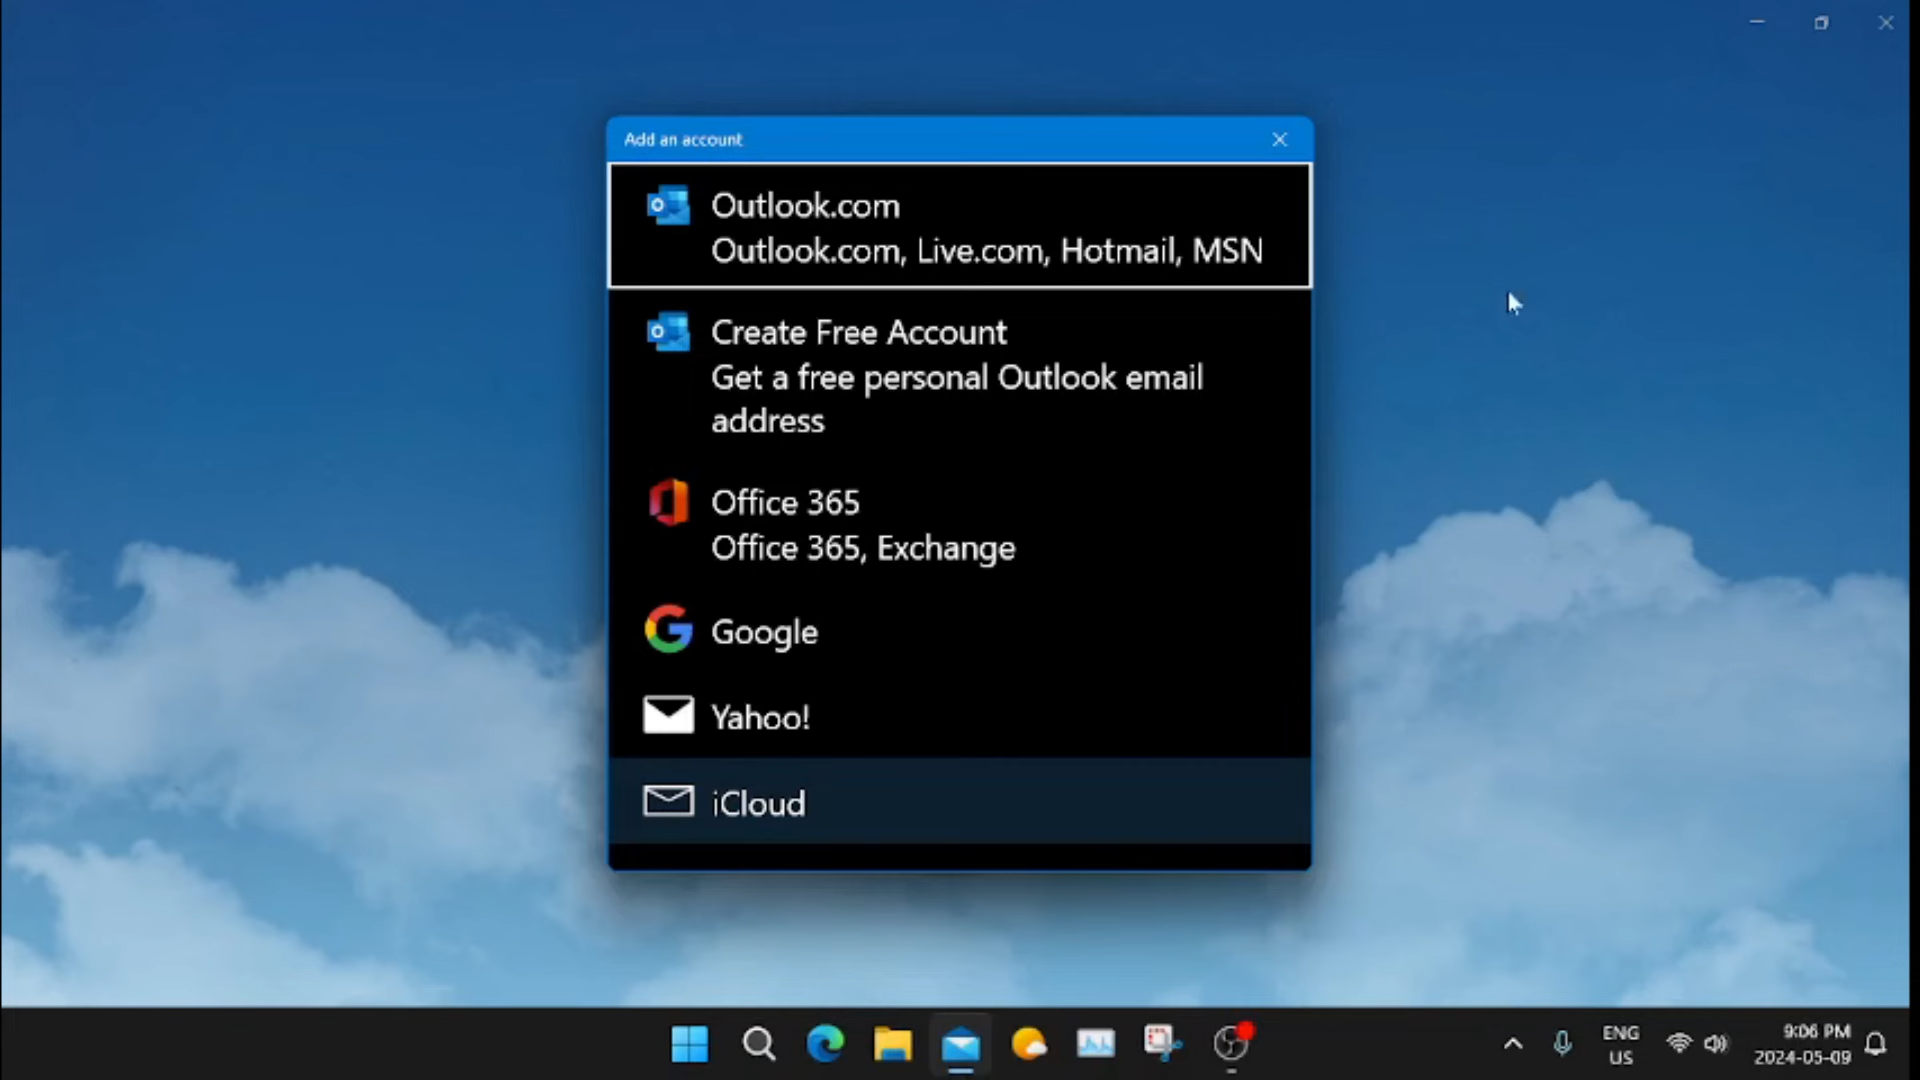 Add an account
Outlook.com
Outlook.com, Live.com, Hotmail, MSN
Create Free Account
Get a free personal Outlook email
address
Office 365
Office 365, Exchange
Google
Yahoo!
iCloud
ENG
US
9:06 PM
2024-05-09